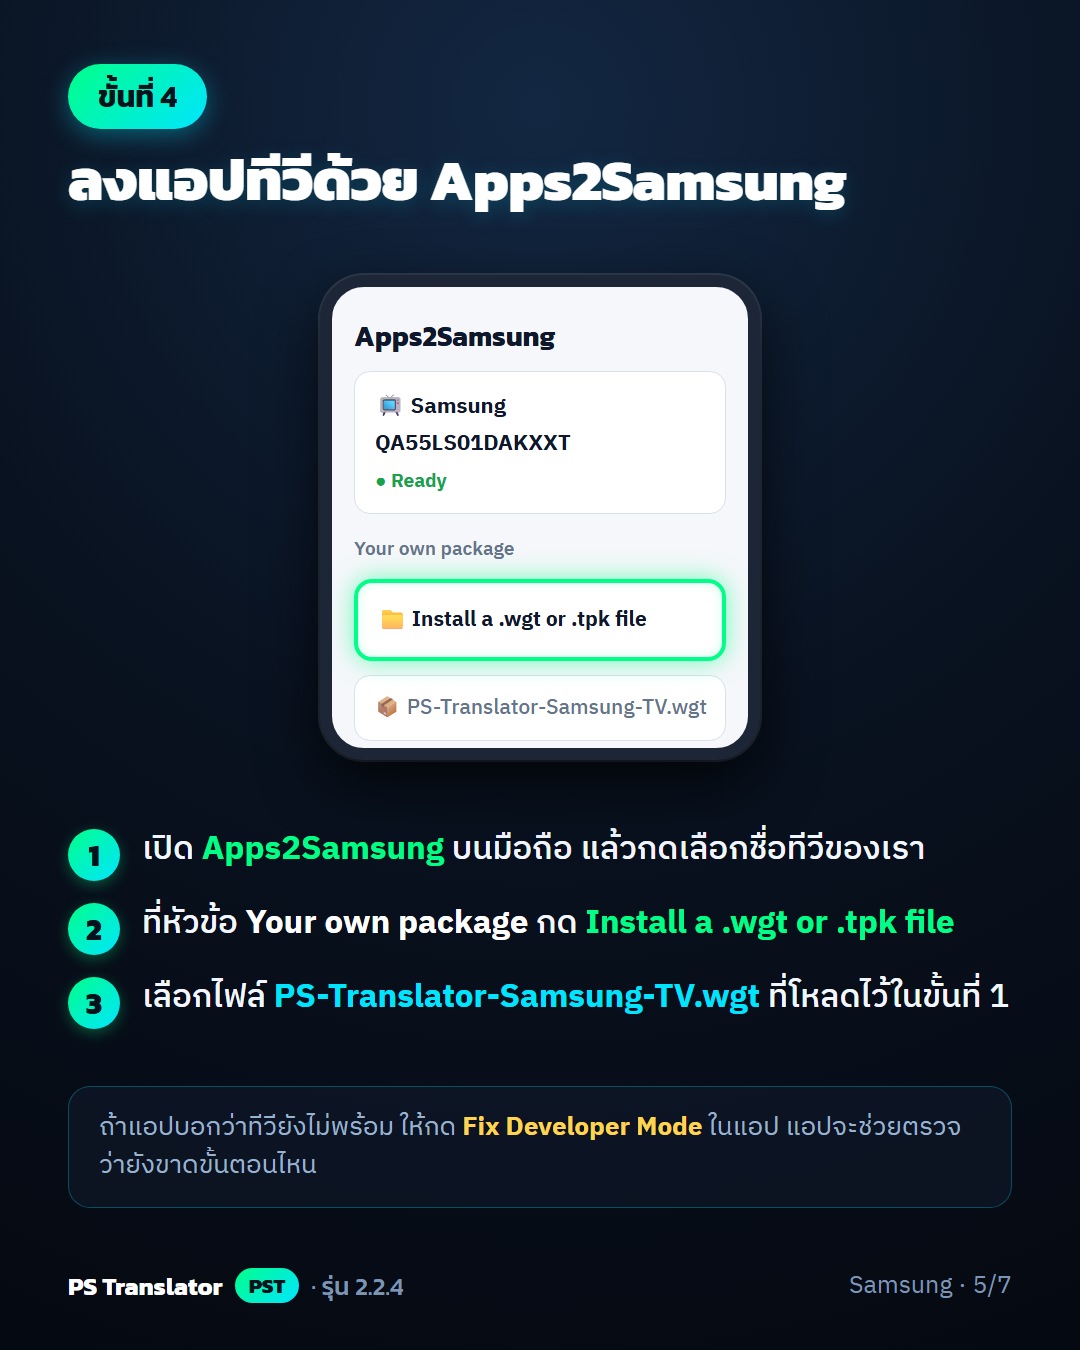 ขั้นที่ 4
ลงแอปทีวีด้วย Apps2Samsung
Apps2Samsung
Samsung
QA55LS01DAKXXT
• Ready
Your own package
Install a .wgt or .tpk file
PS-Translator-Samsung-TV.wgt
1 เปิด Apps2Samsung บนมือถือ แล้วกดเลือกชื่อทีวีของเรา
2 ที่หัวข้อ Your own package กด Install a .wgt or .tpk file
3 เลือกไฟล์ PS-Translator-Samsung-TV.wgt ที่โหลดไว้ในขั้นที่ 1
ถ้าแอปบอกว่าทีวียังไม่พร้อม ให้กด Fix Developer Mode ในแอป แอปจะช่วยตรวจ
ว่ายังขาดขั้นตอนไหน
PS Translator PST · รุ่น 2.2.4
Samsung · 5/7